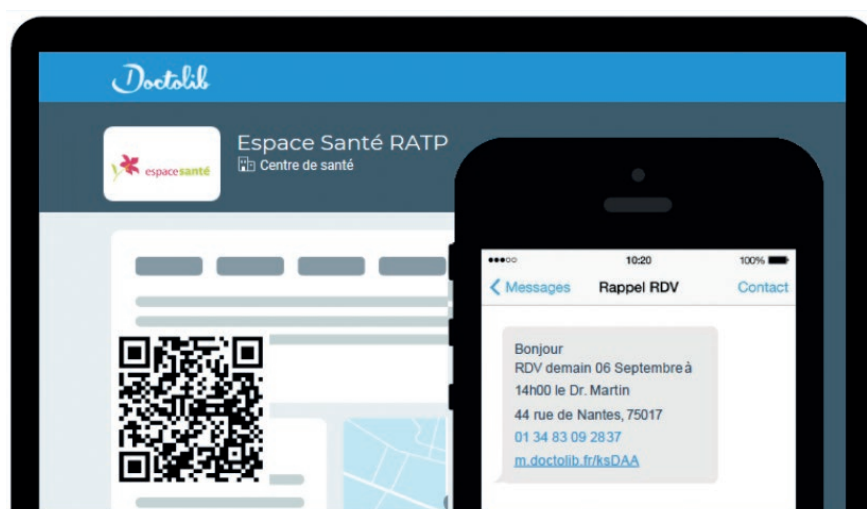 Doctolib
Espace Santé RATP
espacesanté
Centre de santé
●●●○○ 10:20 100%
Messages Rappel RDV Contact
Bonjour
RDV demain 06 Septembre à
14h00 le Dr. Martin
44 rue de Nantes, 75017
01 34 83 09 2837
m.doctolib.fr/ksDAA